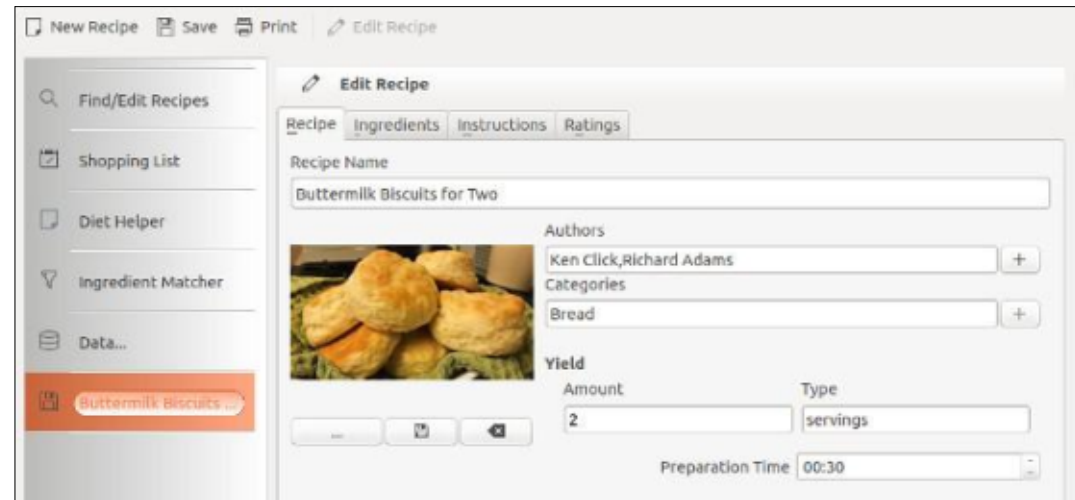 New Recipe Save Print Edit Recipe
Find/Edit Recipes
Shopping List
Diet Helper
Ingredient Matcher
Data...
Buttermilk Biscuits ...
Edit Recipe
Recipe Ingredients Instructions Ratings
Recipe Name
Buttermilk Biscuits for Two
Authors
Ken Click,Richard Adams
+
Categories
Bread
+
Yield
Amount Type
2 servings
...
Preparation Time 00:30